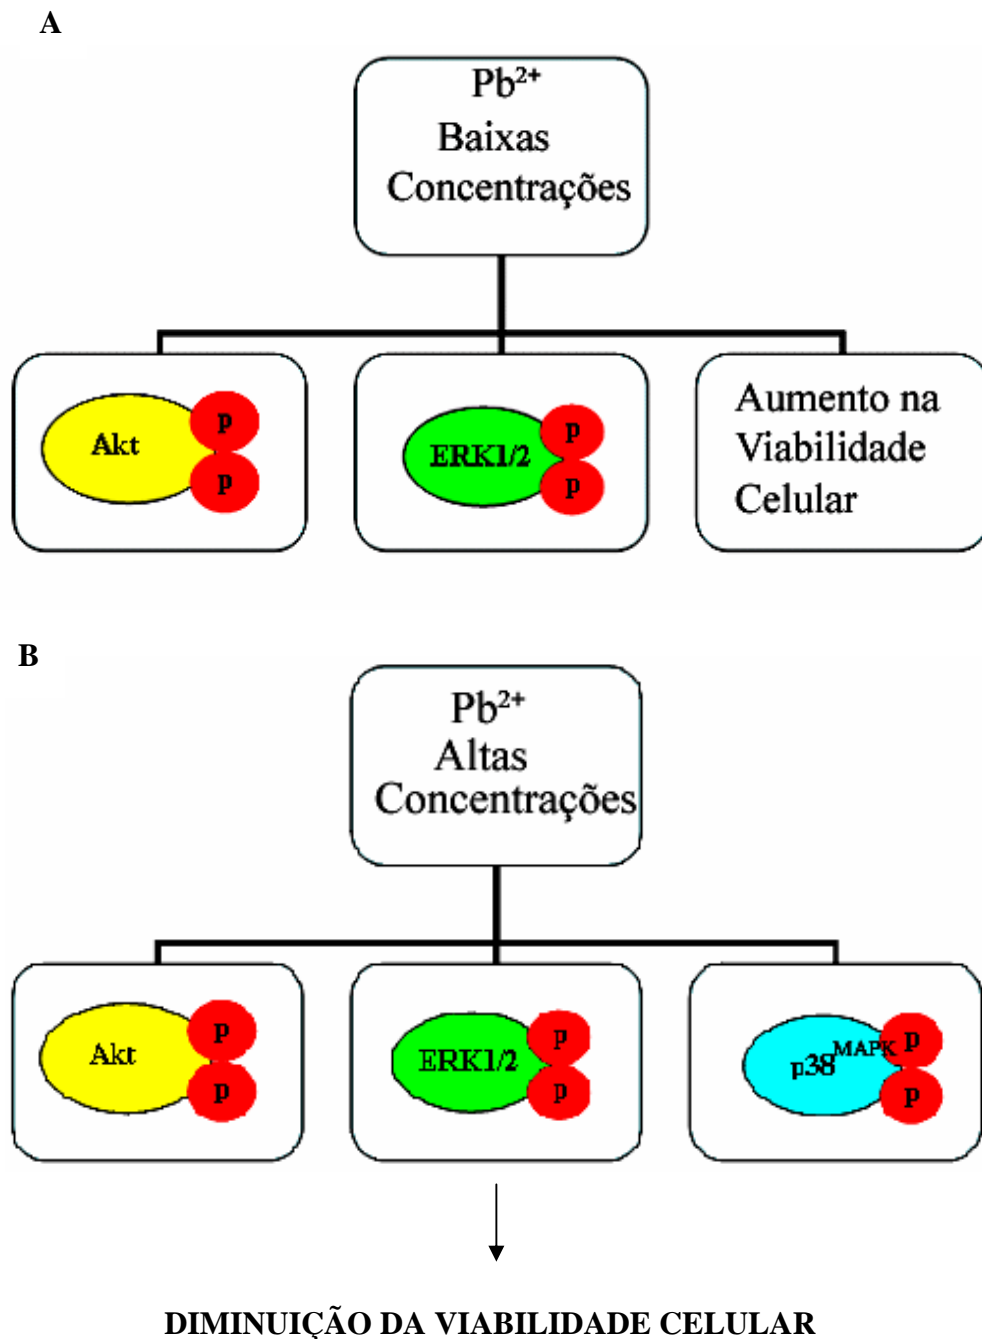 A
Pb²⁺
Baixas
Concentrações
Akt
p
p
ERK1/2
p
p
Aumento na
Viabilidade
Celular
B
Pb²⁺
Altas
Concentrações
Akt
p
p
ERK1/2
p
p
p38ᴹᴬᴾᴷ
p
p
DIMINUIÇÃO DA VIABILIDADE CELULAR